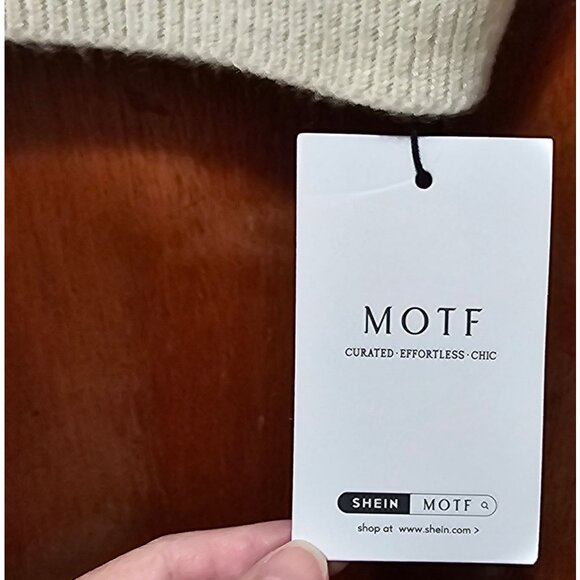 MOTF
CURATED·EFFORTLESS·CHIC
SHEIN MOTF
shop at www.shein.com >